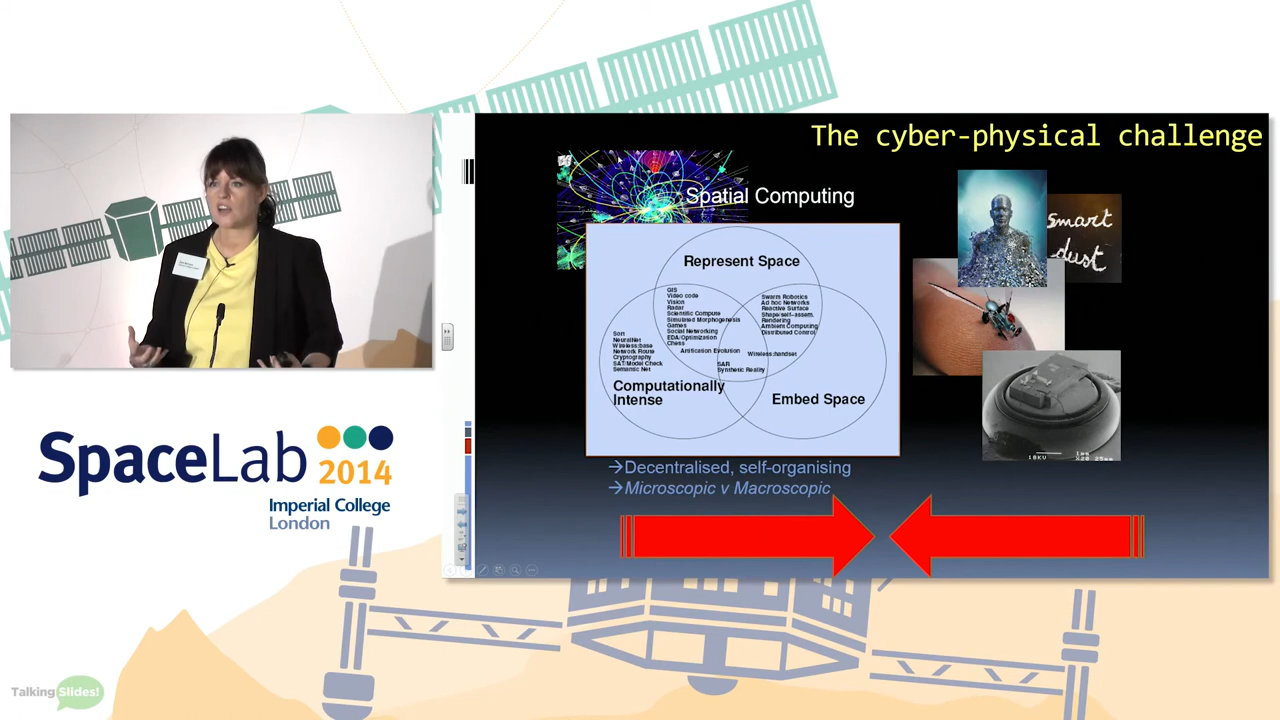 The cyber-physical challenge
Spatial Computing
smart
dust
Represent Space
GIS
Video code
Vision
Radar
Scientific Compute
Simulated Morphogenesis
Games
Social Networking
EDA/Optimization
Chess
Swarm Robotics
Ad hoc Networks
Reactive Surface
Shape/self-assem.
Rendering
Ambient Computing
Distributed Control
Sort
NeuralNet
Wireless:base
Network Route
Cryptography
SAT/Model Check
Semantic Net
Antification Evolution
Wireless:handset
SAR
Synthetic Reality
Computationally
Intense
Embed Space
→Decentralised, self-organising
→Microscopic v Macroscopic
SpaceLab
2014
Imperial College
London
Talking Slides!